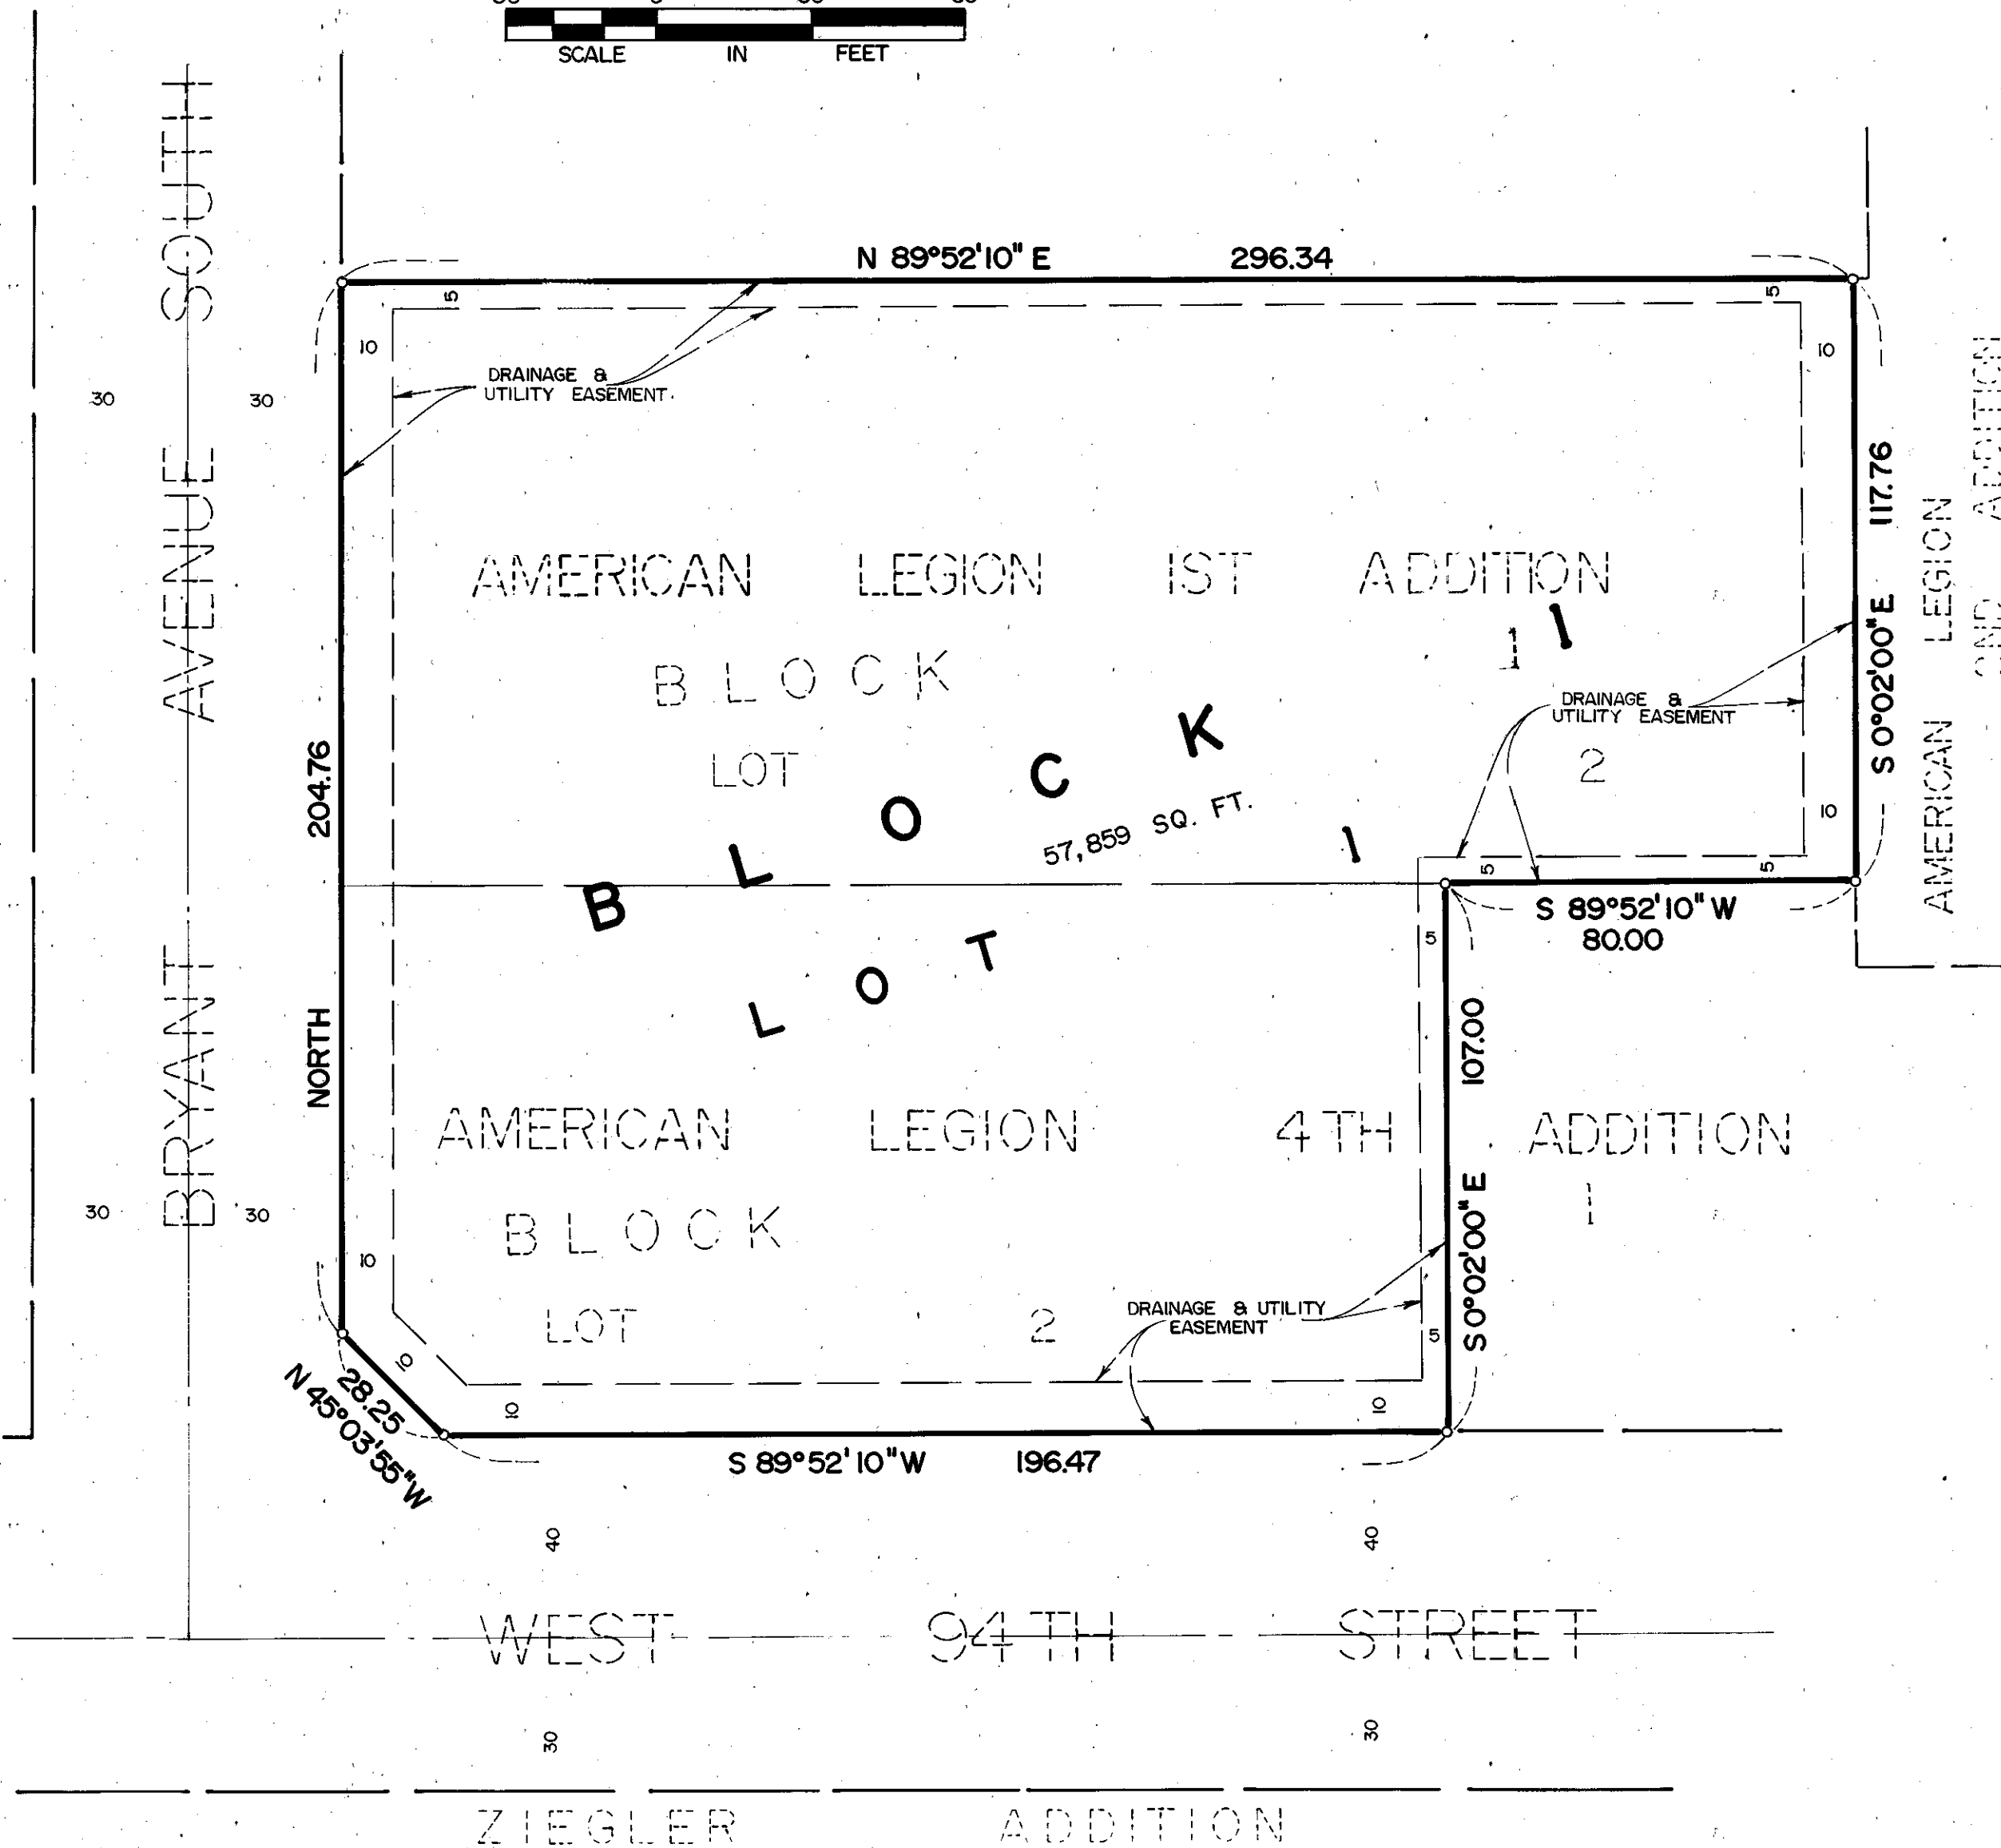 SCALE IN FEET
N 89°52'10" E 296.34
5
5
10
10
DRAINAGE &
UTILITY EASEMENT
30
30
BRYANT AVENUE SOUTH
NORTH 204.76
S 0°02'00" E 117.76
AMERICAN LEGION
2ND ADDITION
AMERICAN LEGION 1ST ADDITION
BLOCK 1
LOT 2
BLOCK 1
57,859 SQ. FT.
LOT 1
DRAINAGE &
UTILITY EASEMENT
10
5
5
S 89°52'10" W
80.00
5
S 0°02'00" E 107.00
AMERICAN LEGION 4TH ADDITION
BLOCK 1
LOT 2
30
30
10
DRAINAGE & UTILITY
EASEMENT
5
10
10
10
28.25
N 45°03'55" W
S 89°52'10" W 196.47
40
40
WEST 94TH STREET
30
30
ZIEGLER ADDITION